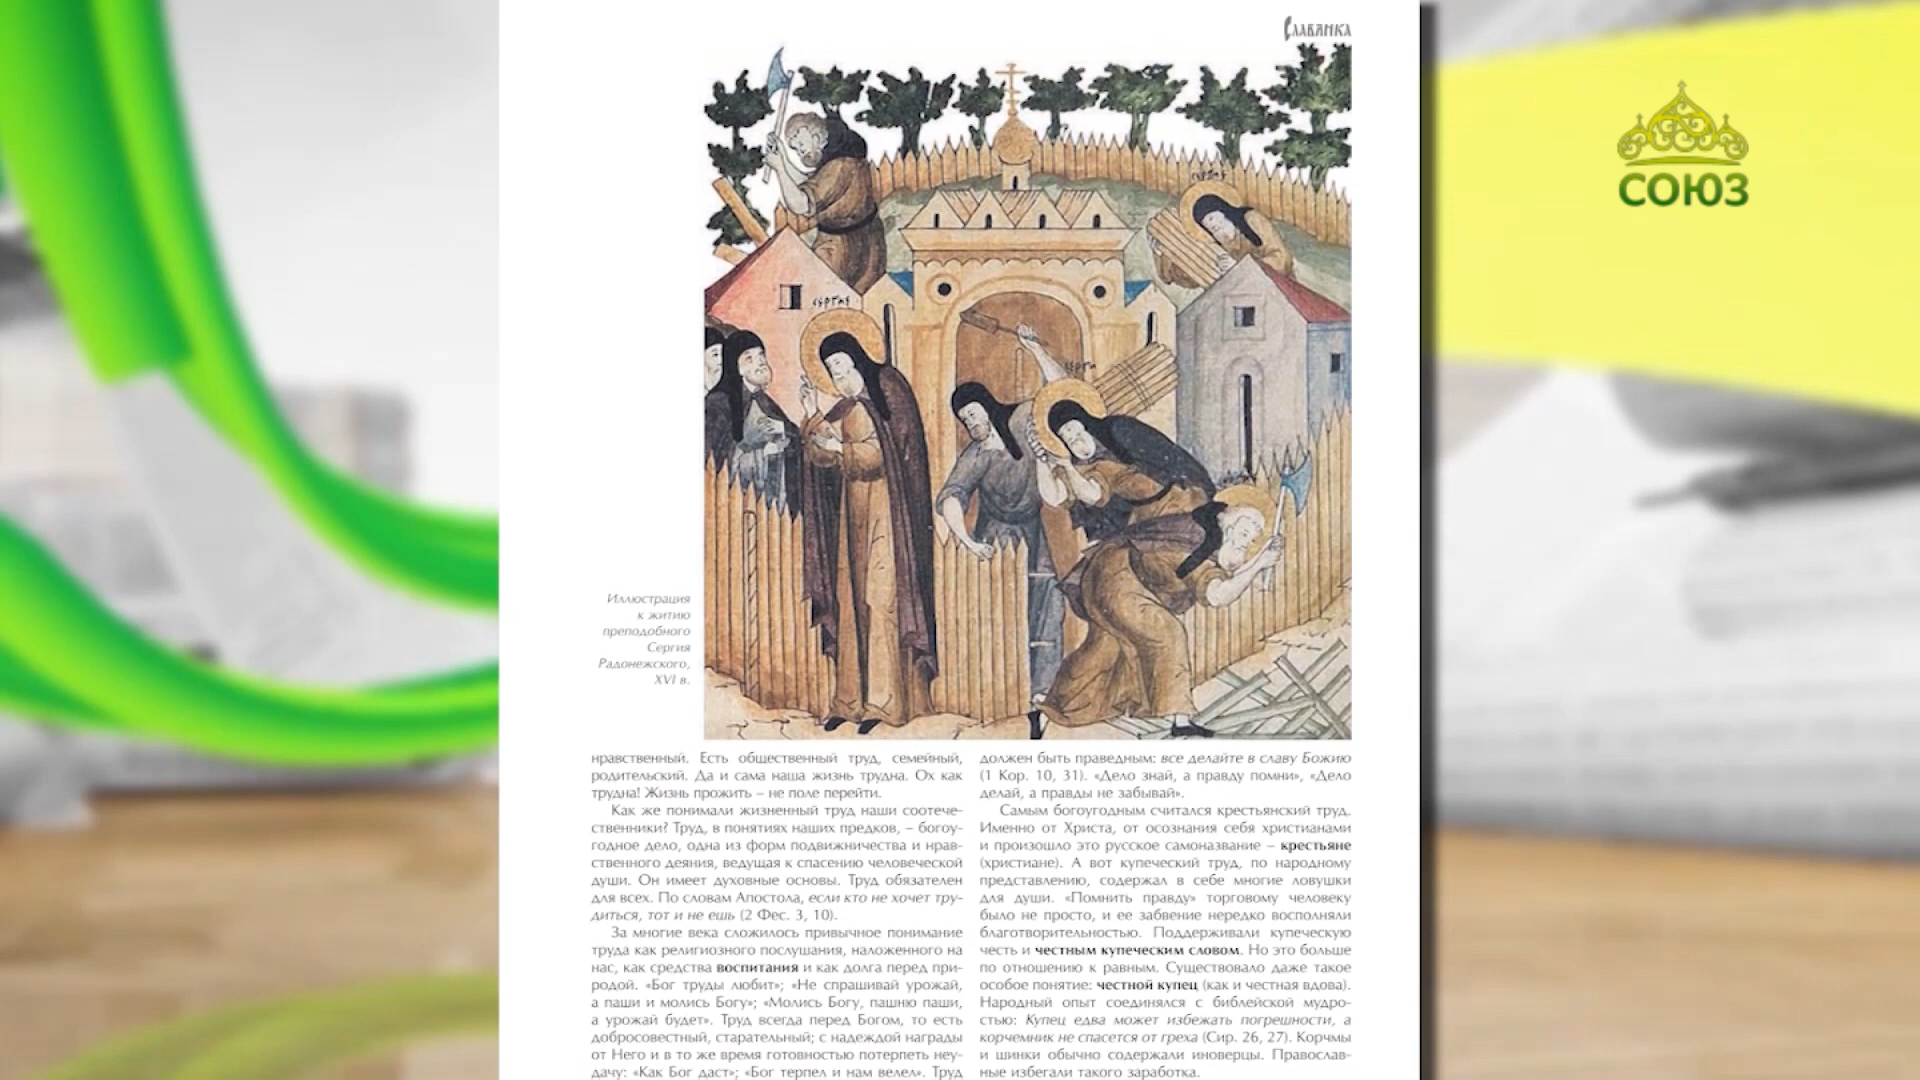 Славянка
СОЮЗ
сергие
сергие
серги
Иллюстрация
к житию
преподобного
Сергия
Радонежского,
XVI в.
нравственный. Есть общественный труд, семейный,
родительский. Да и сама наша жизнь трудна. Ох как
трудна! Жизнь прожить – не поле перейти.
Как же понимали жизненный труд наши соотече-
ственники? Труд, в понятиях наших предков, – богоу-
годное дело, одна из форм подвижничества и нрав-
ственного деяния, ведущая к спасению человеческой
души. Он имеет духовные основы. Труд обязателен
для всех. По словам Апостола, если кто не хочет тру-
диться, тот и не ешь (2 Фес. 3, 10).
За многие века сложилось привычное понимание
труда как религиозного послушания, наложенного на
нас, как средства воспитания и как долга перед при-
родой. «Бог труды любит»; «Не спрашивай урожай,
а паши и молись Богу»; «Молись Богу, пашню паши,
а урожай будет». Труд всегда перед Богом, то есть
добросовестный, старательный; с надеждой награды
от Него и в то же время готовностью потерпеть неу-
дачу: «Как Бог даст»; «Бог терпел и нам велел». Труд
должен быть праведным: все делайте в славу Божию
(1 Кор. 10, 31). «Дело знай, а правду помни», «Дело
делай, а правды не забывай».
Самым богоугодным считался крестьянский труд.
Именно от Христа, от осознания себя христианами
и произошло это русское самоназвание – крестьяне
(христиане). А вот купеческий труд, по народному
представлению, содержал в себе многие ловушки
для души. «Помнить правду» торговому человеку
было не просто, и ее забвение нередко восполняли
благотворительностью. Поддерживали купеческую
честь и честным купеческим словом. Но это больше
по отношению к равным. Существовало даже такое
особое понятие: честной купец (как и честная вдова).
Народный опыт соединялся с библейской мудро-
стью: Купец едва может избежать погрешности, а
корчемник не спасется от греха (Сир. 26, 27). Корчмы
и шинки обычно содержали иноверцы. Православ-
ные избегали такого заработка.